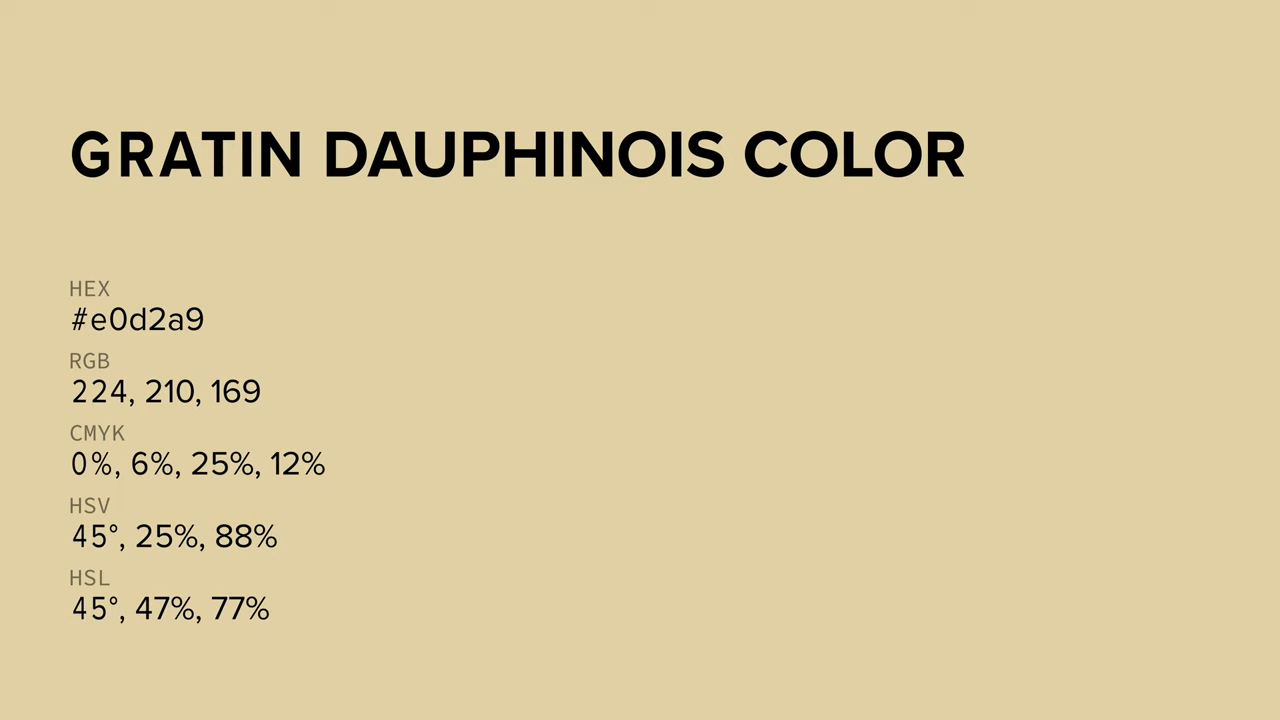 GRATIN DAUPHINOIS COLOR
HEX
#e0d2a9
RGB
224, 210, 169
CMYK
0%, 6%, 25%, 12%
HSV
45°, 25%, 88%
HSL
45°, 47%, 77%